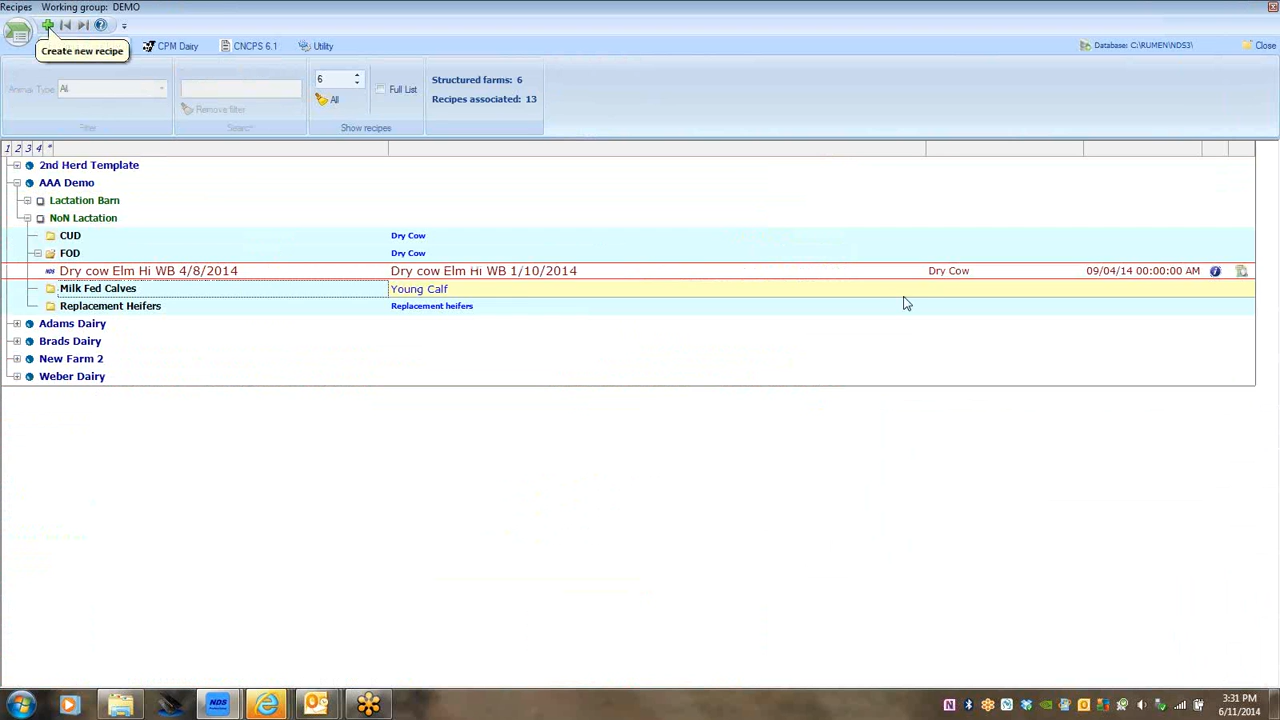 Recipes Working group: DEMO
Create new recipe
CPM Dairy
CNCPS 6.1
Utility
Database: C:\RUMEN\NDS3\
Close
Animal Type
All
6
All
Full List
Remove filter
Structured farms: 6
Recipes associated: 13
Filter
Search
Show recipes
1 2 3 4 *
2nd Herd Template
AAA Demo
Lactation Barn
NoN Lactation
CUD Dry Cow
FOD Dry Cow
NDS Dry cow Elm Hi WB 4/8/2014 Dry cow Elm Hi WB 1/10/2014 Dry Cow 09/04/14 00:00:00 AM
Milk Fed Calves Young Calf
Replacement Heifers Replacement heifers
Adams Dairy
Brads Dairy
New Farm 2
Weber Dairy
NDS
3:31 PM
6/11/2014